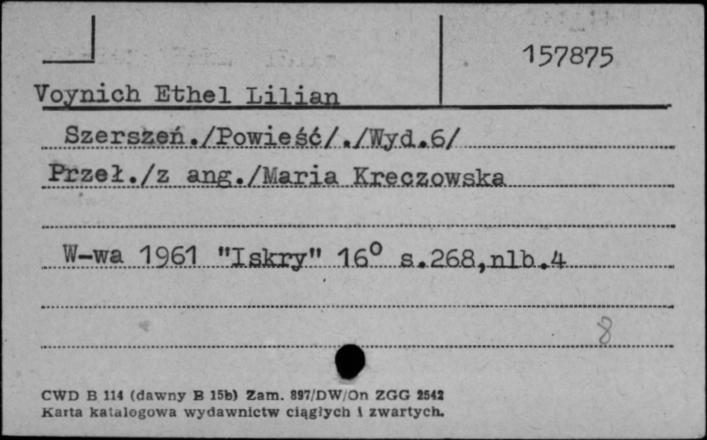 157875
Voynich Ethel Lilian
Szerszeń./Powieść/./Wyd.6/
Przeł./z ang./Maria Kreczowska
W-wa 1961 "Iskry" 16° s.268,nlb.4
8
CWD B 114 (dawny B 15b) Zam. 897/DW/On ZGG 2542
Karta katalogowa wydawnictw ciągłych i zwartych.